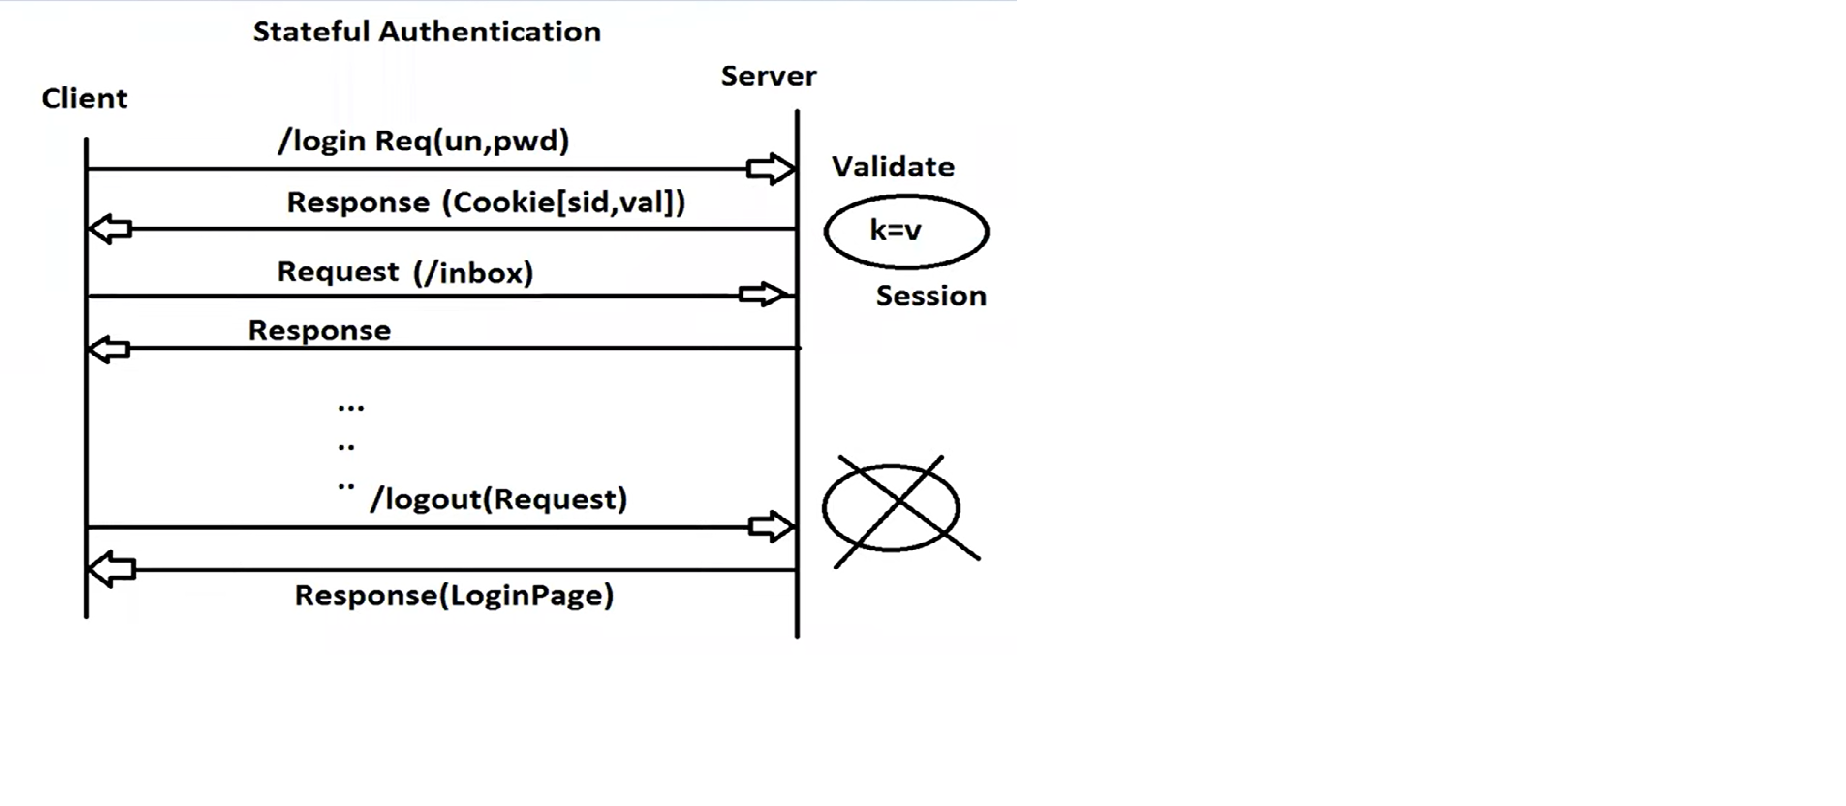 Stateful Authentication
Server
Client
/login Req(un,pwd)
Validate
Response (Cookie[sid,val])
k=v
Request (/inbox)
Session
Response
...
..
..
/logout(Request)
Response(LoginPage)